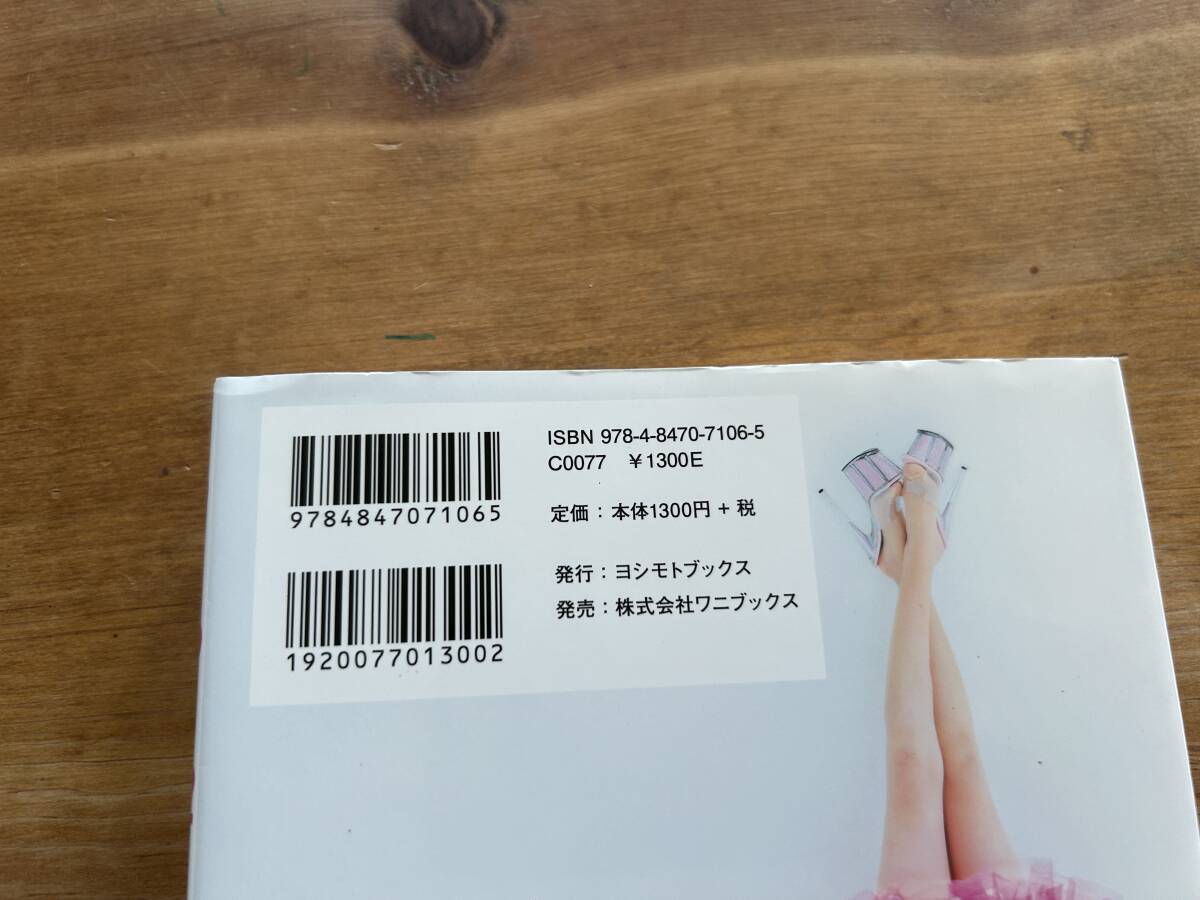 9784847071065
1920077013002
ISBN 978-4-8470-7106-5
C0077 ￥1300E
定価：本体1300円＋税
発行：ヨシモトブックス
発売：株式会社ワニブックス